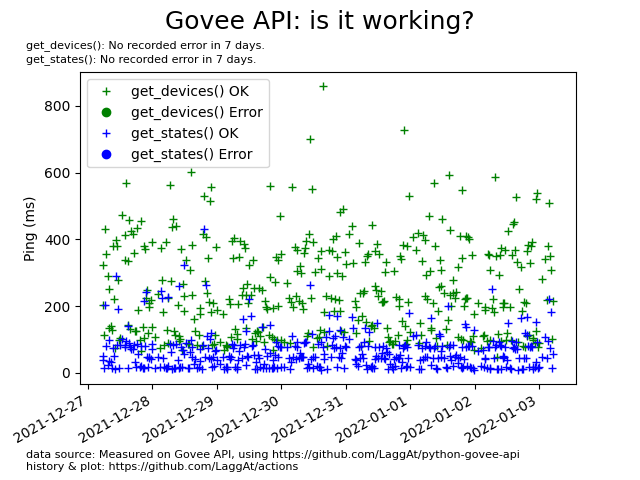 Govee API: is it working?
get_devices(): No recorded error in 7 days.
get_states(): No recorded error in 7 days.
get_devices() OK
get_devices() Error
get_states() OK
get_states() Error
Ping (ms)
800
600
400
200
0
2021-12-27
2021-12-28
2021-12-29
2021-12-30
2021-12-31
2022-01-01
2022-01-02
2022-01-03
data source: Measured on Govee API, using https://github.com/LaggAt/python-govee-api
history & plot: https://github.com/LaggAt/actions